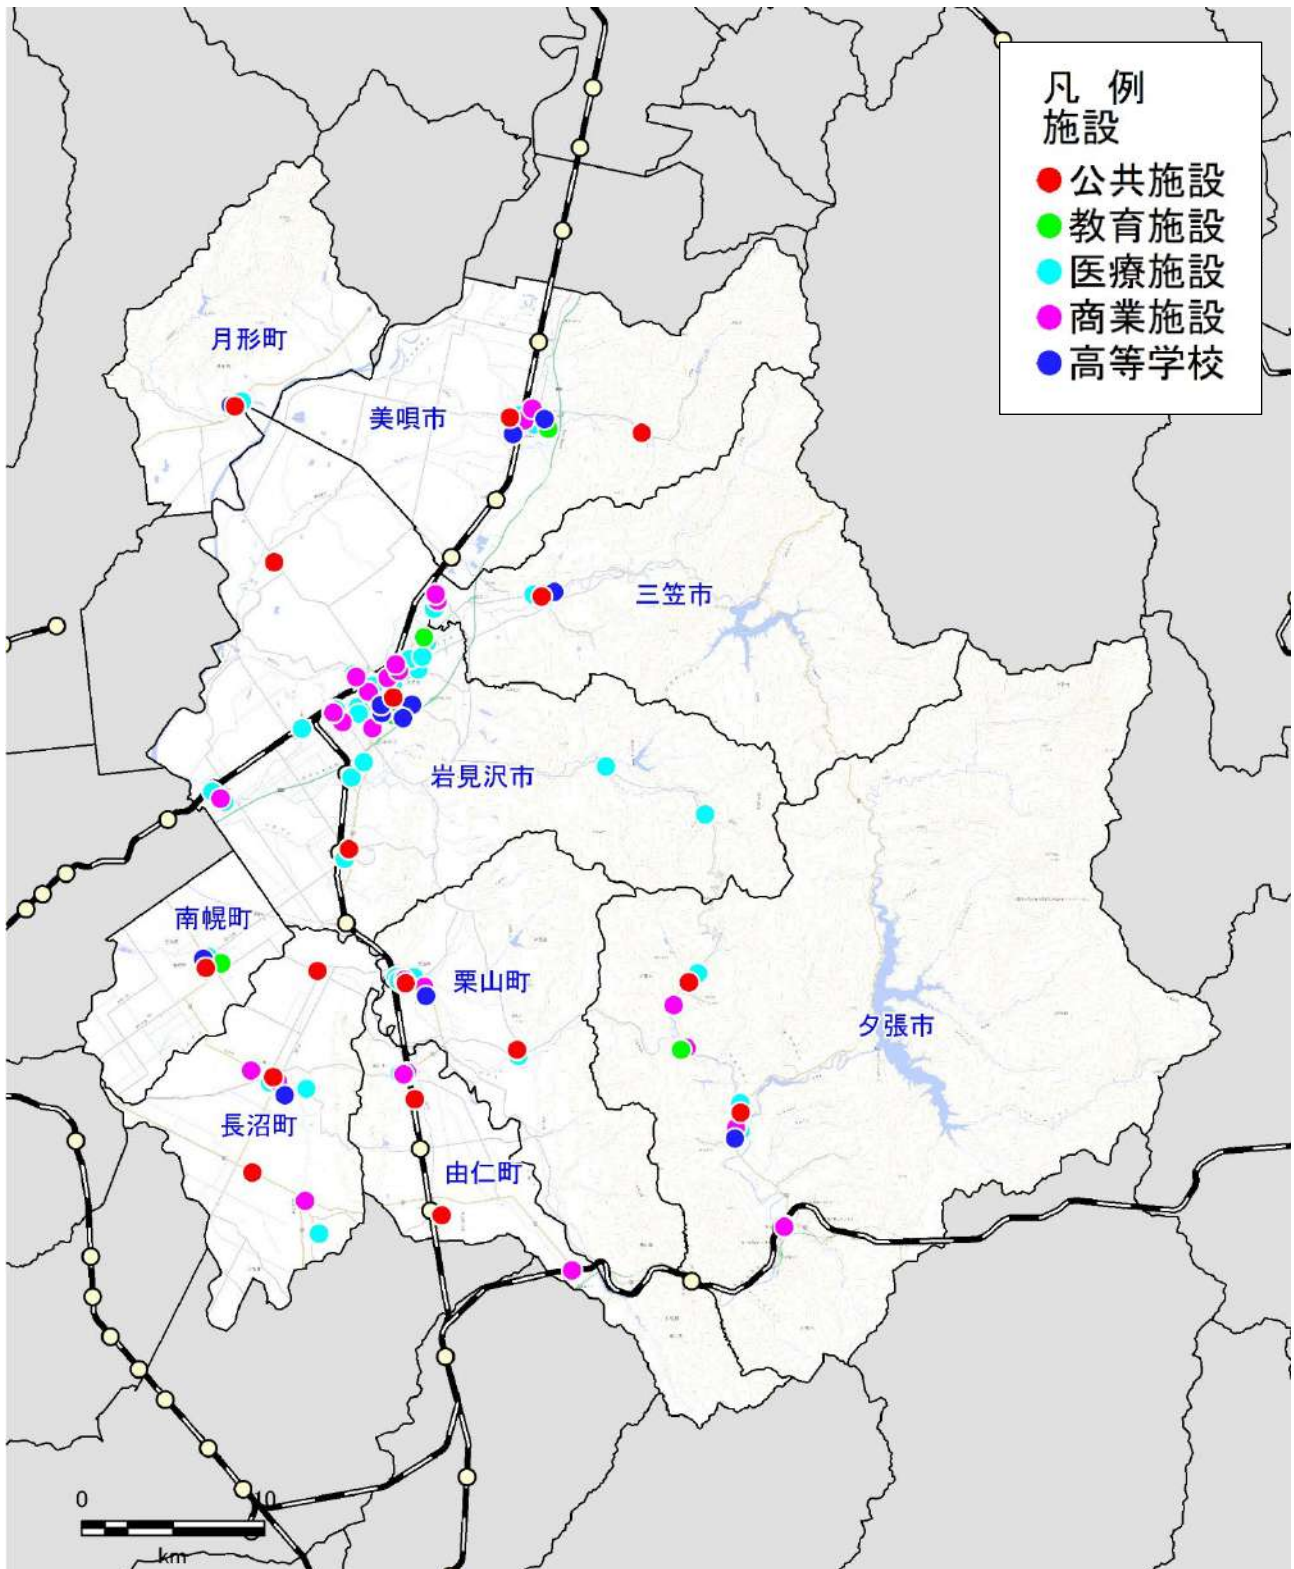 凡 例
施設
公共施設
教育施設
医療施設
商業施設
高等学校
月形町
美唄市
三笠市
岩見沢市
南幌町
栗山町
夕張市
長沼町
由仁町
0 10
km